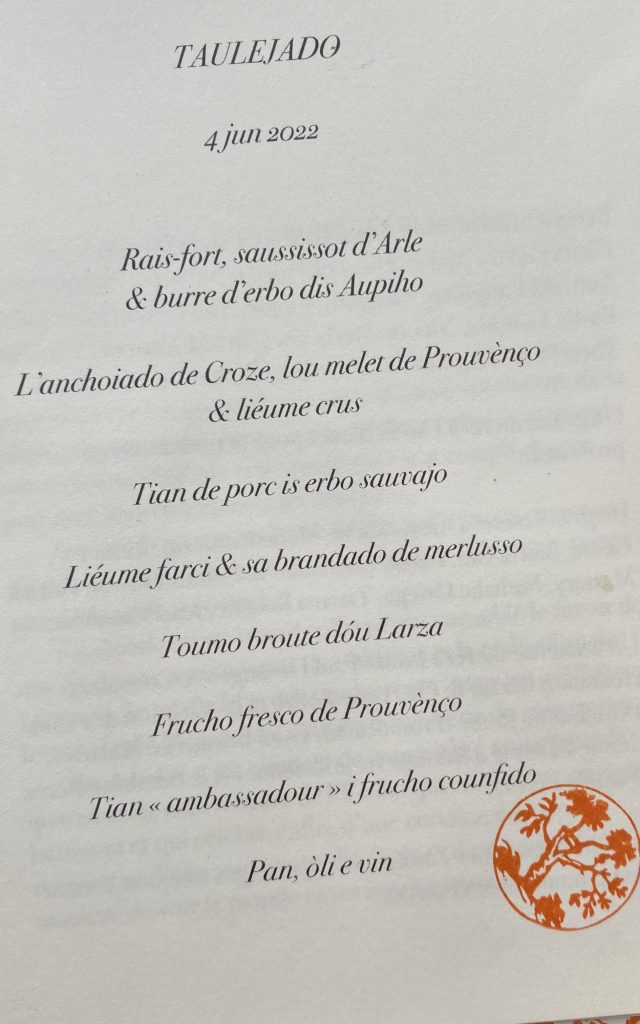 TAULEJADO
4 jun 2022
Rais-fort, saussissot d'Arle
& burre d'erbo dis Aupiho
L'anchoiado de Croze, lou melet de Prouvènço
& liéume crus
Tian de porc is erbo sauvajo
Liéume farci & sa brandado de merlusso
Toumo broute dóu Larza
Frucho fresco de Prouvènço
Tian « ambassadour » i frucho counfido
Pan, òli e vin